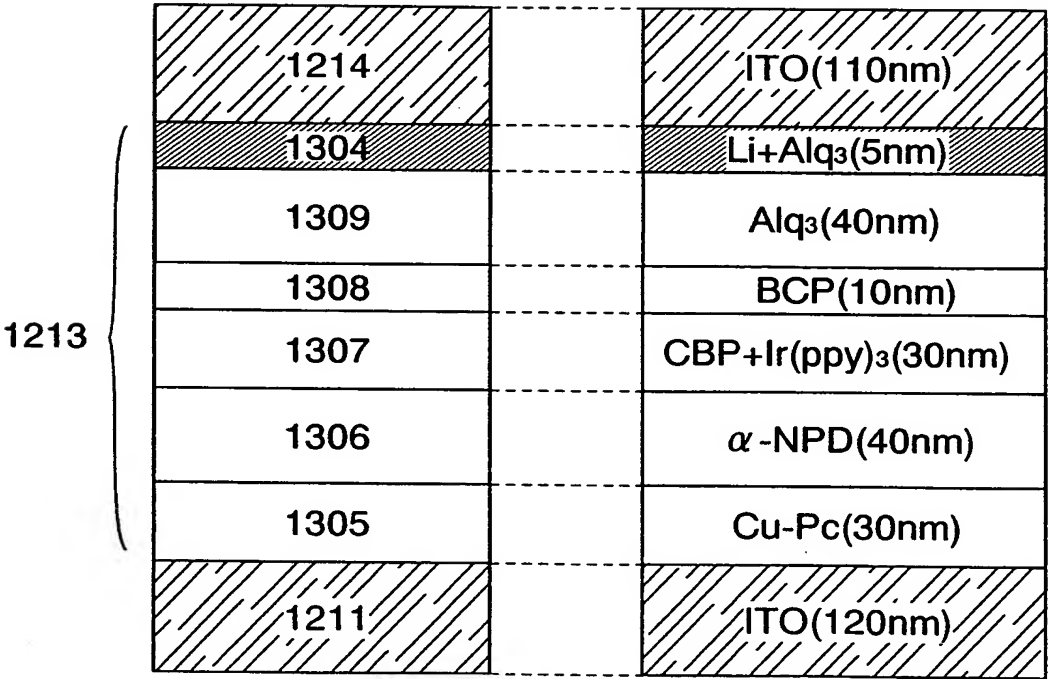 1214 ITO(110nm)
1304 Li+Alq₃(5nm)
1309 Alq₃(40nm)
1308 BCP(10nm)
1213
1307 CBP+Ir(ppy)₃(30nm)
1306 α-NPD(40nm)
1305 Cu-Pc(30nm)
1211 ITO(120nm)